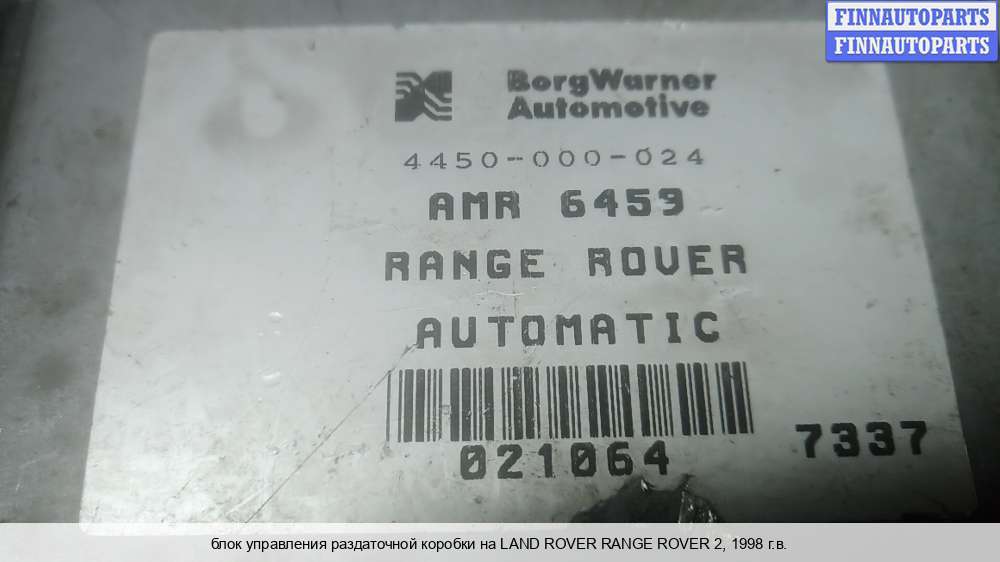 FINNAUTOPARTS
FINNAUTOPARTS
BorgWarner
Automotive
4450-000-024
AMR 6459
RANGE ROVER
AUTOMATIC
021064
7337
блок управления раздаточной коробки на LAND ROVER RANGE ROVER 2, 1998 г.в.